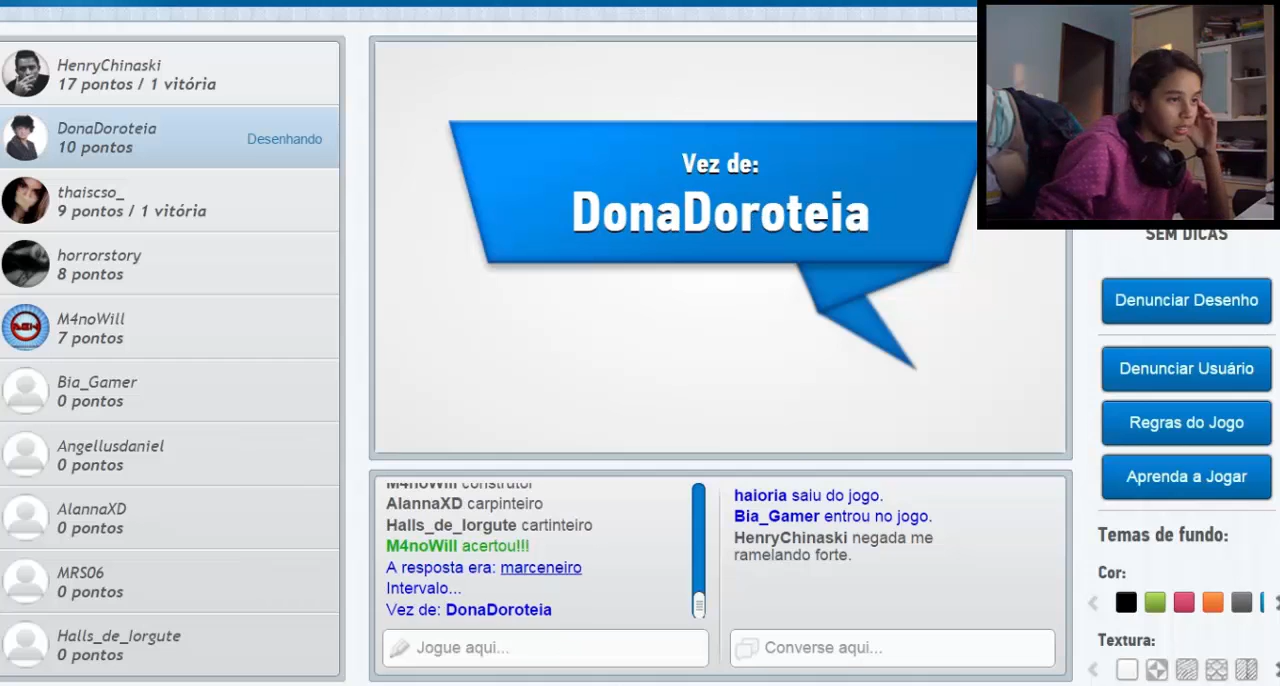 HenryChinaski
17 pontos / 1 vitória
DonaDoroteia
10 pontos
Desenhando
thaiscso_
9 pontos / 1 vitória
horrorstory
8 pontos
M4noWill
7 pontos
Bia_Gamer
0 pontos
Angellusdaniel
0 pontos
AlannaXD
0 pontos
MRS06
0 pontos
Halls_de_Iorgute
0 pontos
Vez de:
DonaDoroteia
M4noWill construtor
AlannaXD carpinteiro
Halls_de_Iorgute cartinteiro
M4noWill acertou!!!
A resposta era: marceneiro
Intervalo...
Vez de: DonaDoroteia
Jogue aqui...
haioria saiu do jogo.
Bia_Gamer entrou no jogo.
HenryChinaski negada me
ramelando forte.
Converse aqui...
SEM DICAS
Denunciar Desenho
Denunciar Usuário
Regras do Jogo
Aprenda a Jogar
Temas de fundo:
Cor:
Textura: